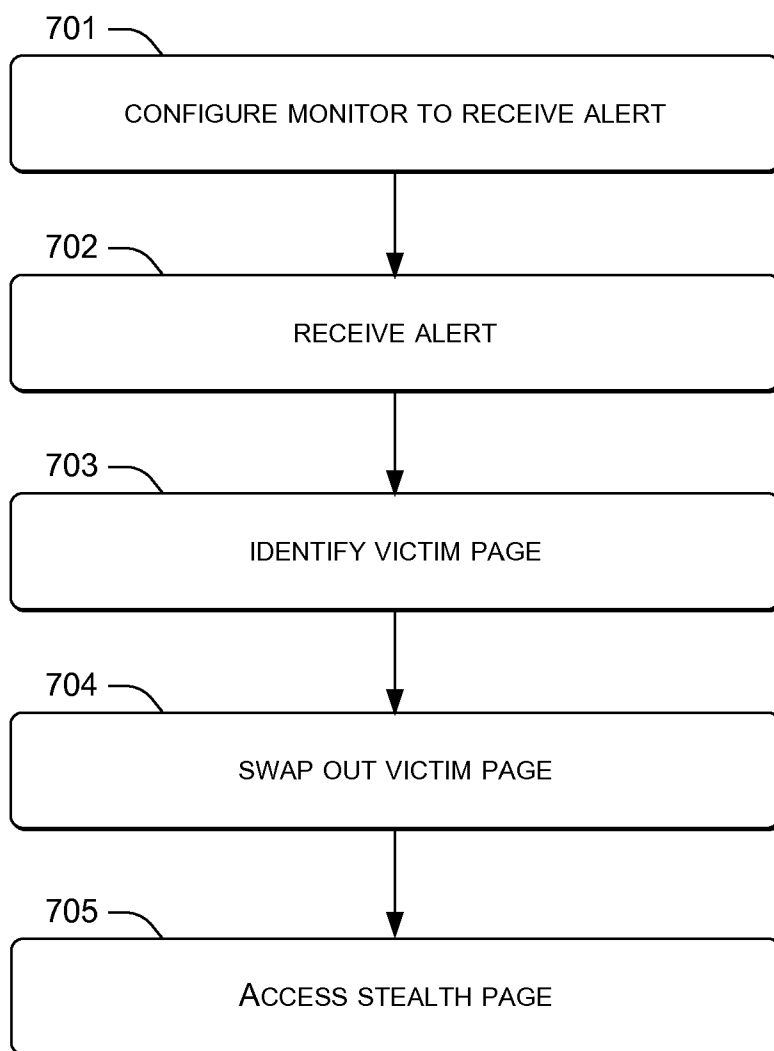 701
CONFIGURE MONITOR TO RECEIVE ALERT
702
RECEIVE ALERT
703
IDENTIFY VICTIM PAGE
704
SWAP OUT VICTIM PAGE
705
ACCESS STEALTH PAGE